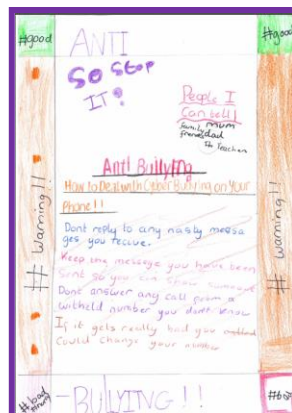 #good
ANTI
#good
SO STOP
IT?
People I
Can tell!
family mum
friends dad
Teacher
# Warning!!
# Warning!!
Anti Bullying
How to Deal with Cyber Bullying on Your
Phone!!
Dont reply to any nasty messa
ges you recive.
Keep the message you have been
sent so you can show someone
Dont answer any call from a
witheld number you dont know
If it gets really bad you
Could change your number
#bad
-BULLYING!!